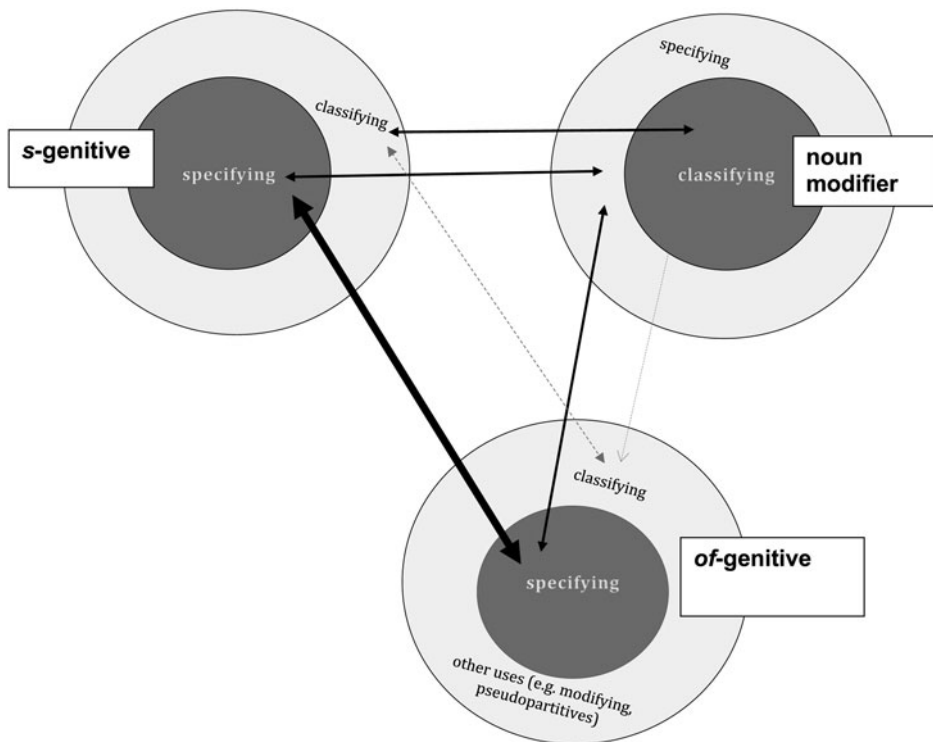 specifying
classifying
s-genitive
specifying
classifying
noun
modifier
classifying
of-genitive
specifying
other uses (e.g. modifying,
pseudopartitives)